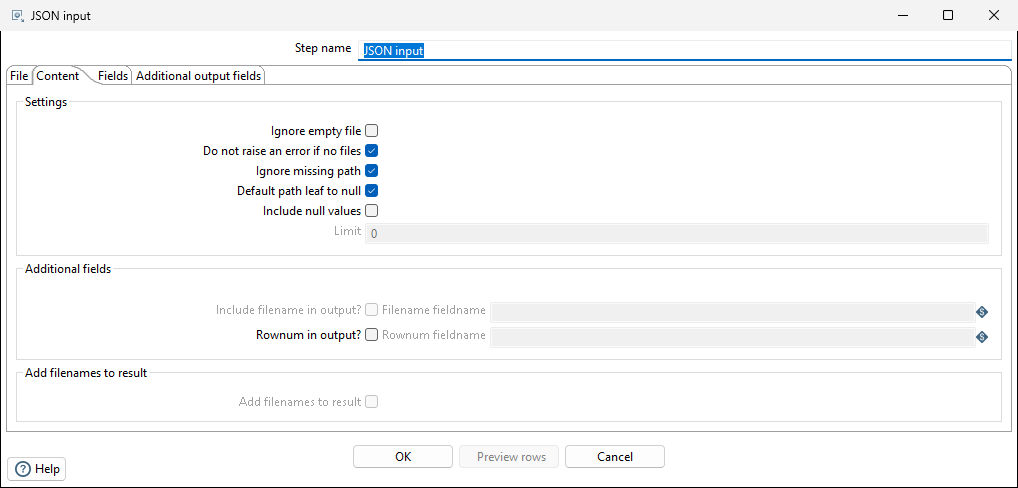 JSON input
Step name JSON input
File Content Fields Additional output fields
Settings
Ignore empty file
Do not raise an error if no files
Ignore missing path
Default path leaf to null
Include null values
Limit 0
Additional fields
Include filename in output? Filename fieldname
Rownum in output? Rownum fieldname
Add filenames to result
Add filenames to result
OK Preview rows Cancel
Help